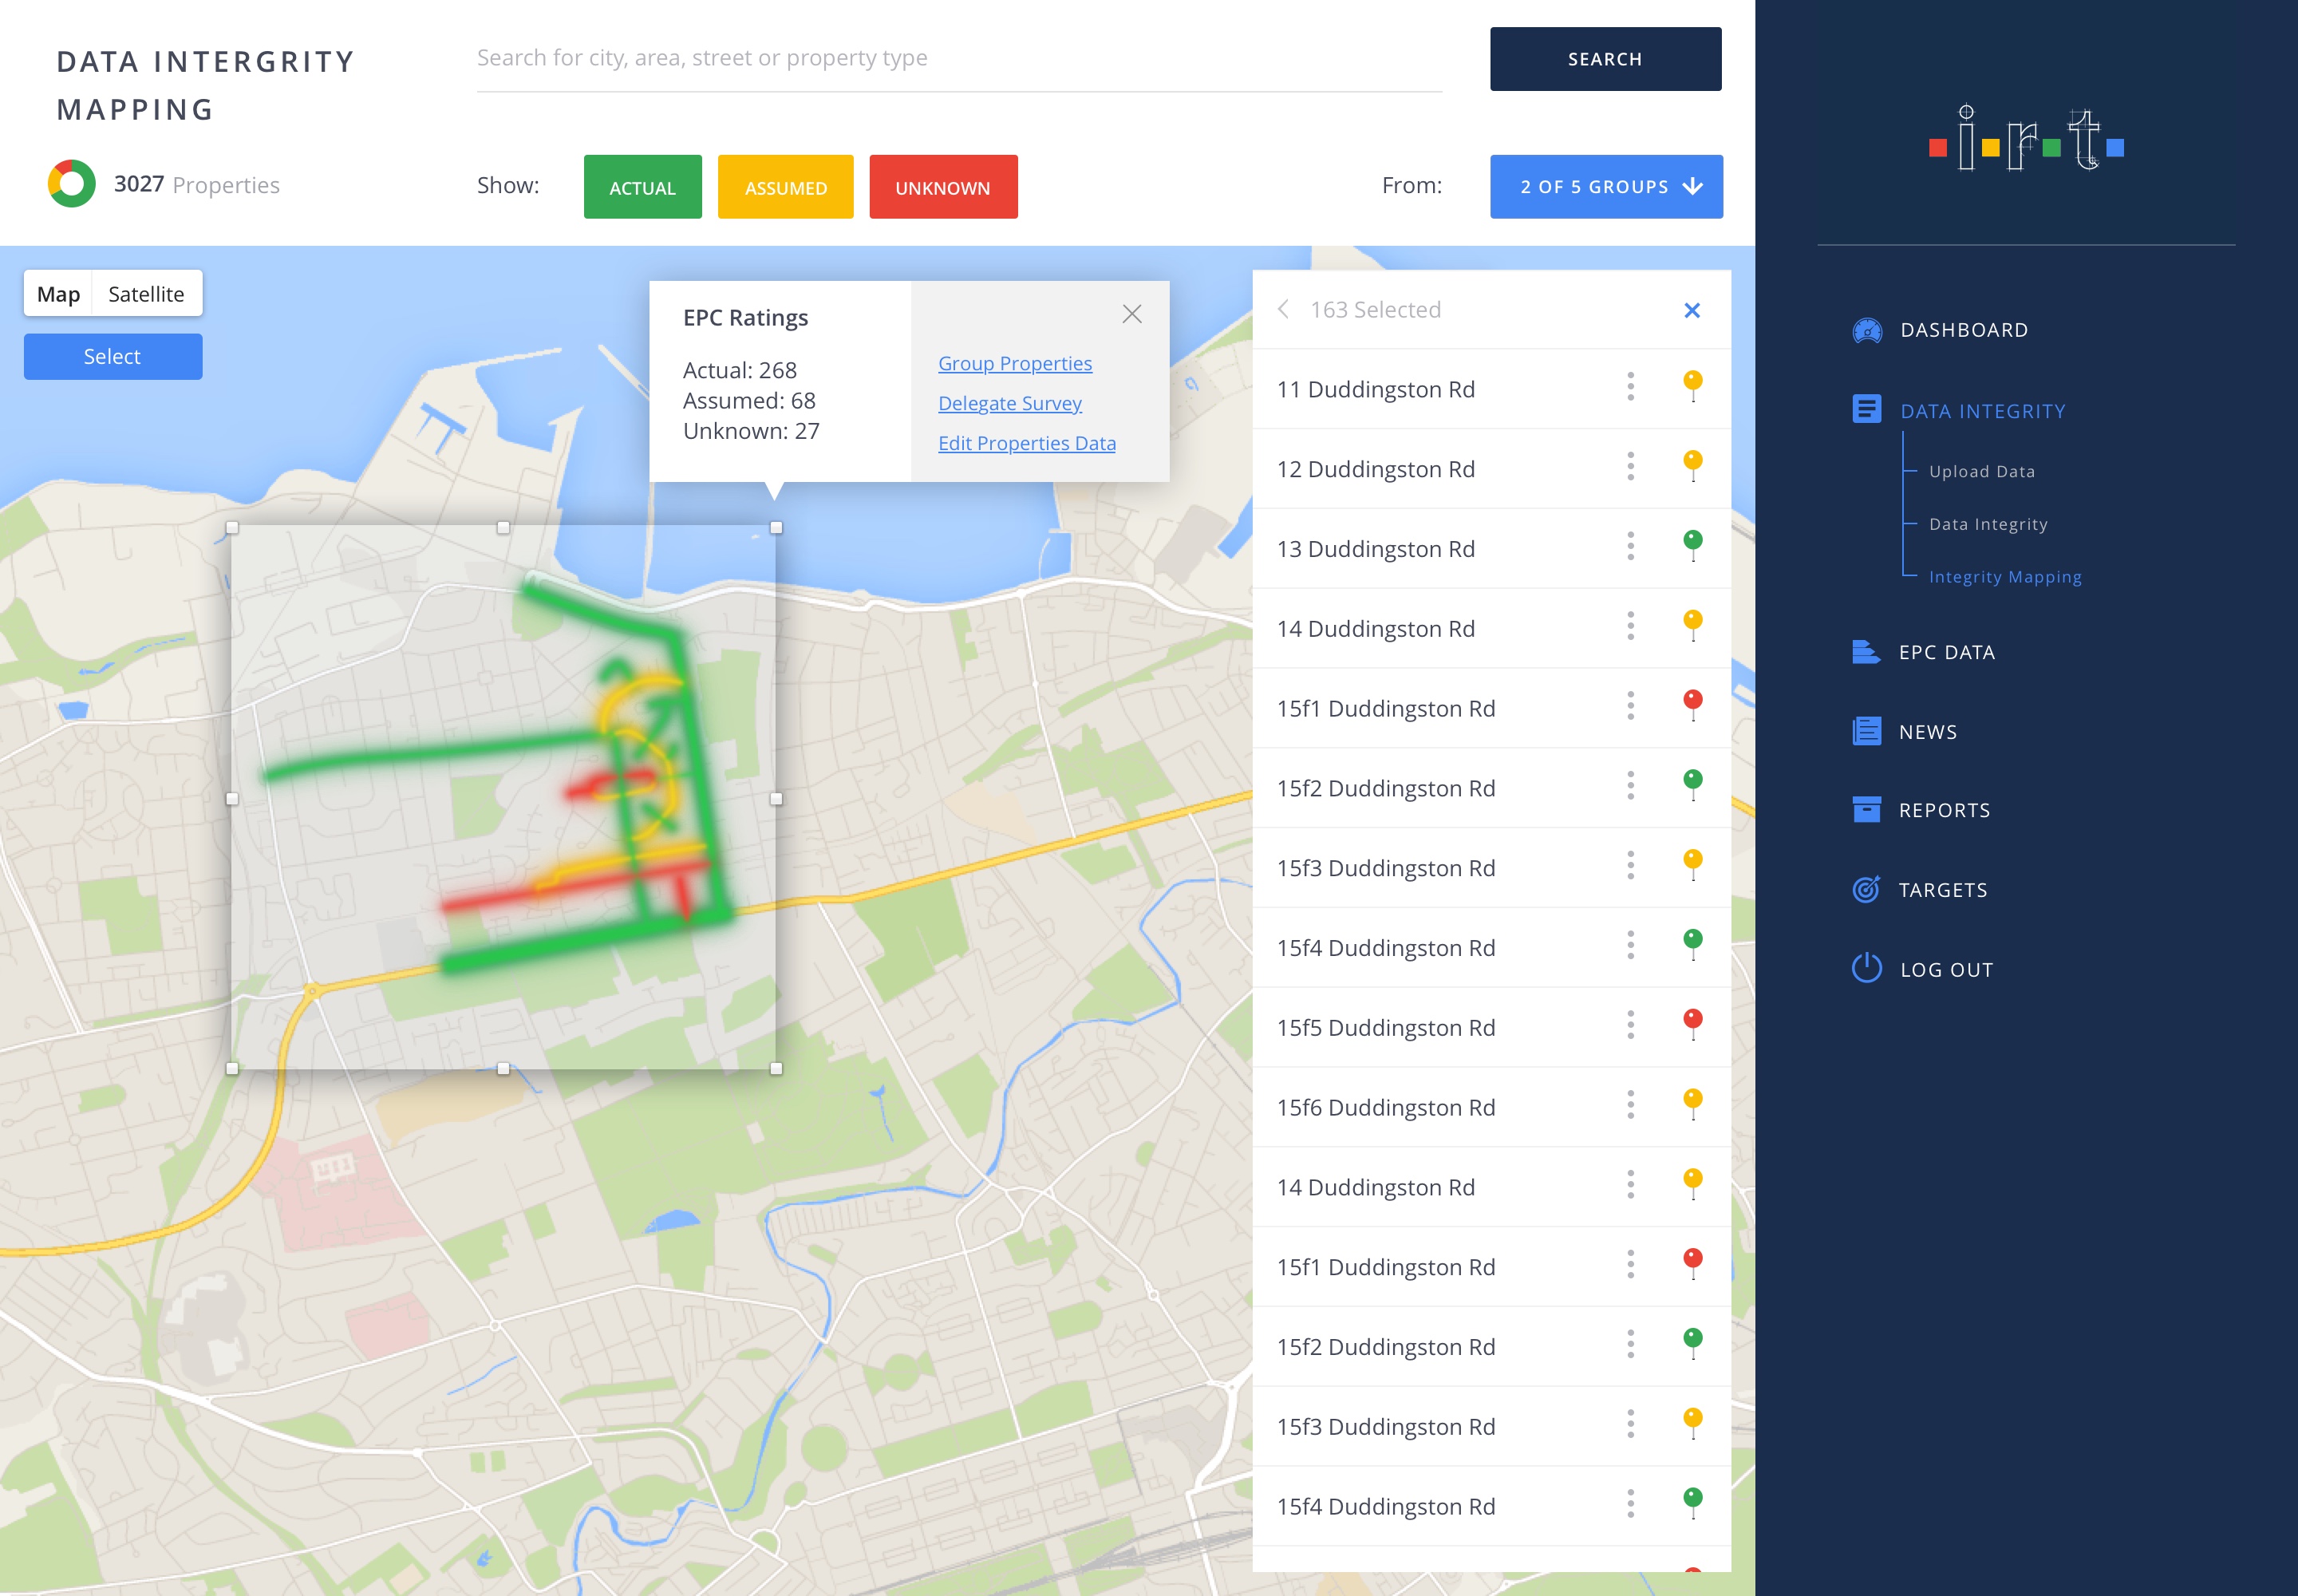 DATA INTERGRITY
MAPPING
Search for city, area, street or property type
SEARCH
3027 Properties
Show:
ACTUAL
ASSUMED
UNKNOWN
From:
2 OF 5 GROUPS
Map
Satellite
Select
EPC Ratings
Actual: 268
Assumed: 68
Unknown: 27
Group Properties
Delegate Survey
Edit Properties Data
163 Selected
11 Duddingston Rd
12 Duddingston Rd
13 Duddingston Rd
14 Duddingston Rd
15f1 Duddingston Rd
15f2 Duddingston Rd
15f3 Duddingston Rd
15f4 Duddingston Rd
15f5 Duddingston Rd
15f6 Duddingston Rd
14 Duddingston Rd
15f1 Duddingston Rd
15f2 Duddingston Rd
15f3 Duddingston Rd
15f4 Duddingston Rd
i r t
DASHBOARD
DATA INTEGRITY
Upload Data
Data Integrity
Integrity Mapping
EPC DATA
NEWS
REPORTS
TARGETS
LOG OUT